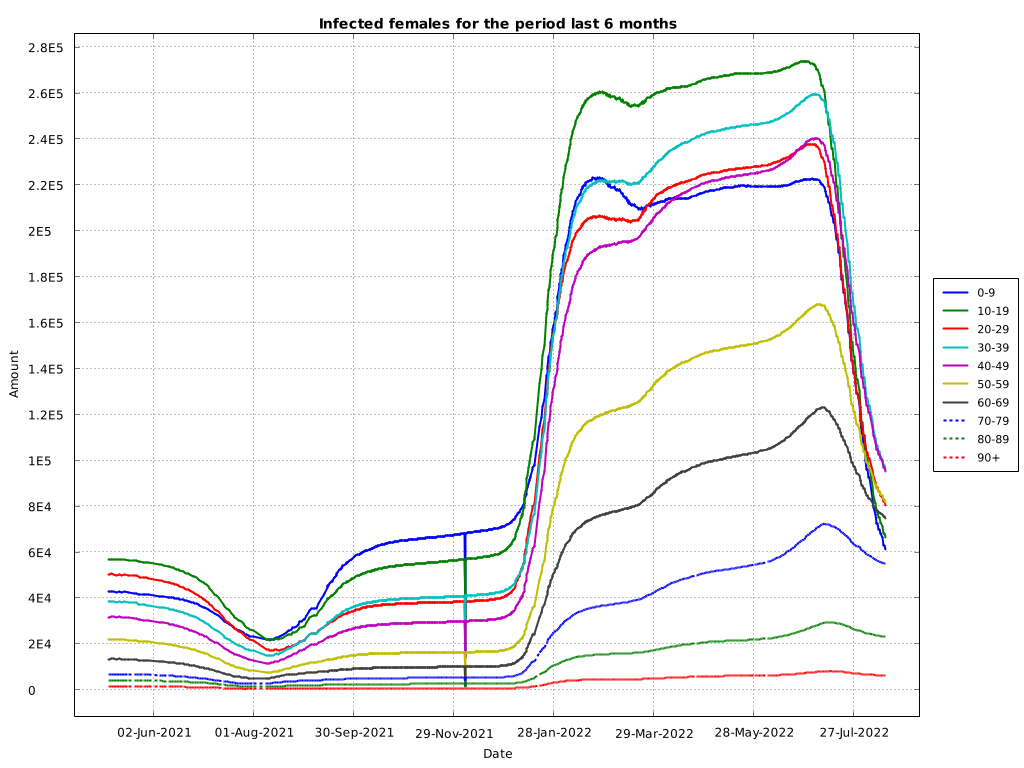 Infected females for the period last 6 months
2.8E5
2.6E5
2.4E5
2.2E5
2E5
1.8E5
1.6E5
1.4E5
1.2E5
1E5
8E4
6E4
4E4
2E4
0
Amount
02-Jun-2021 01-Aug-2021 30-Sep-2021 29-Nov-2021 28-Jan-2022 29-Mar-2022 28-May-2022 27-Jul-2022
Date
0-9
10-19
20-29
30-39
40-49
50-59
60-69
70-79
80-89
90+